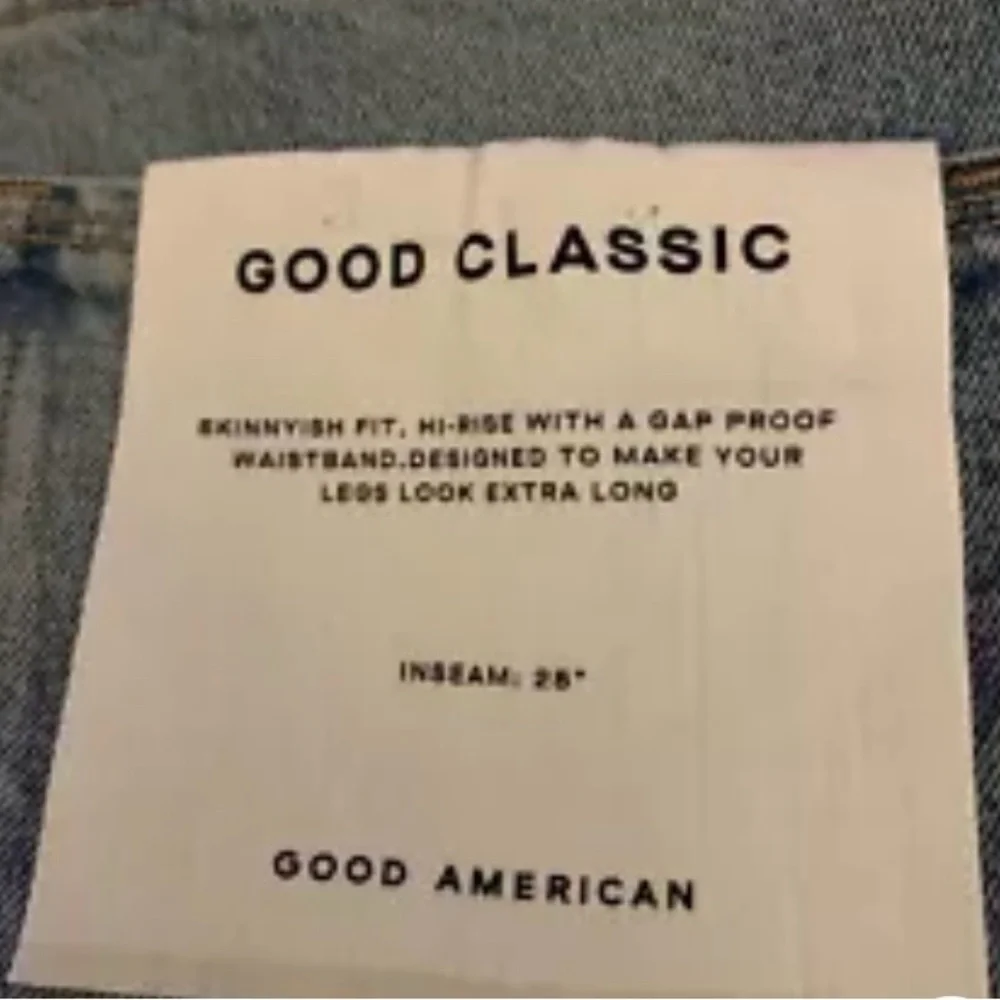 GOOD CLASSIC
SKINNYISH FIT, HI-RISE WITH A GAP PROOF
WAISTBAND.DESIGNED TO MAKE YOUR
LEGS LOOK EXTRA LONG
INSEAM:
GOOD AMERICAN